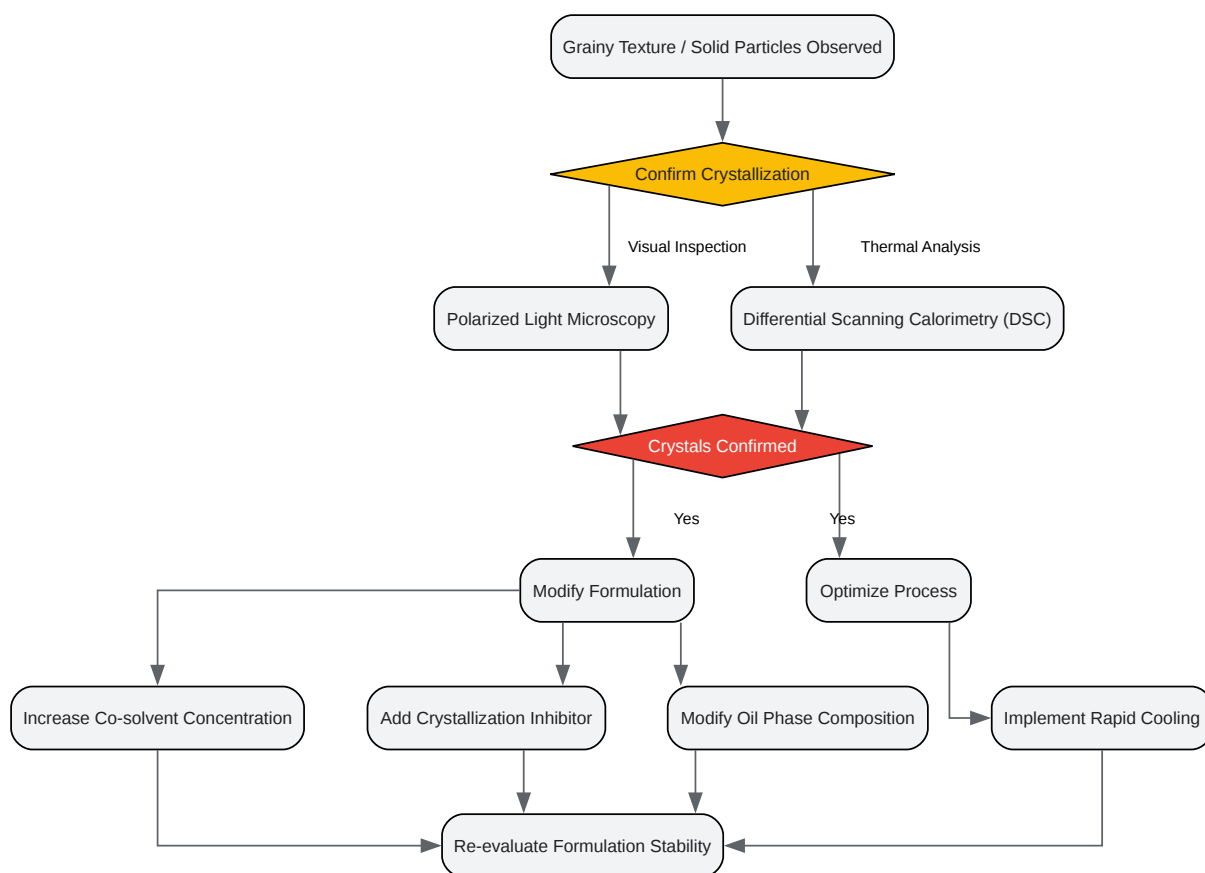 Grainy Texture / Solid Particles Observed
Confirm Crystallization
Visual Inspection
Thermal Analysis
Polarized Light Microscopy
Differential Scanning Calorimetry (DSC)
Crystals Confirmed
Yes
Yes
Modify Formulation
Optimize Process
Increase Co-solvent Concentration
Add Crystallization Inhibitor
Modify Oil Phase Composition
Implement Rapid Cooling
Re-evaluate Formulation Stability